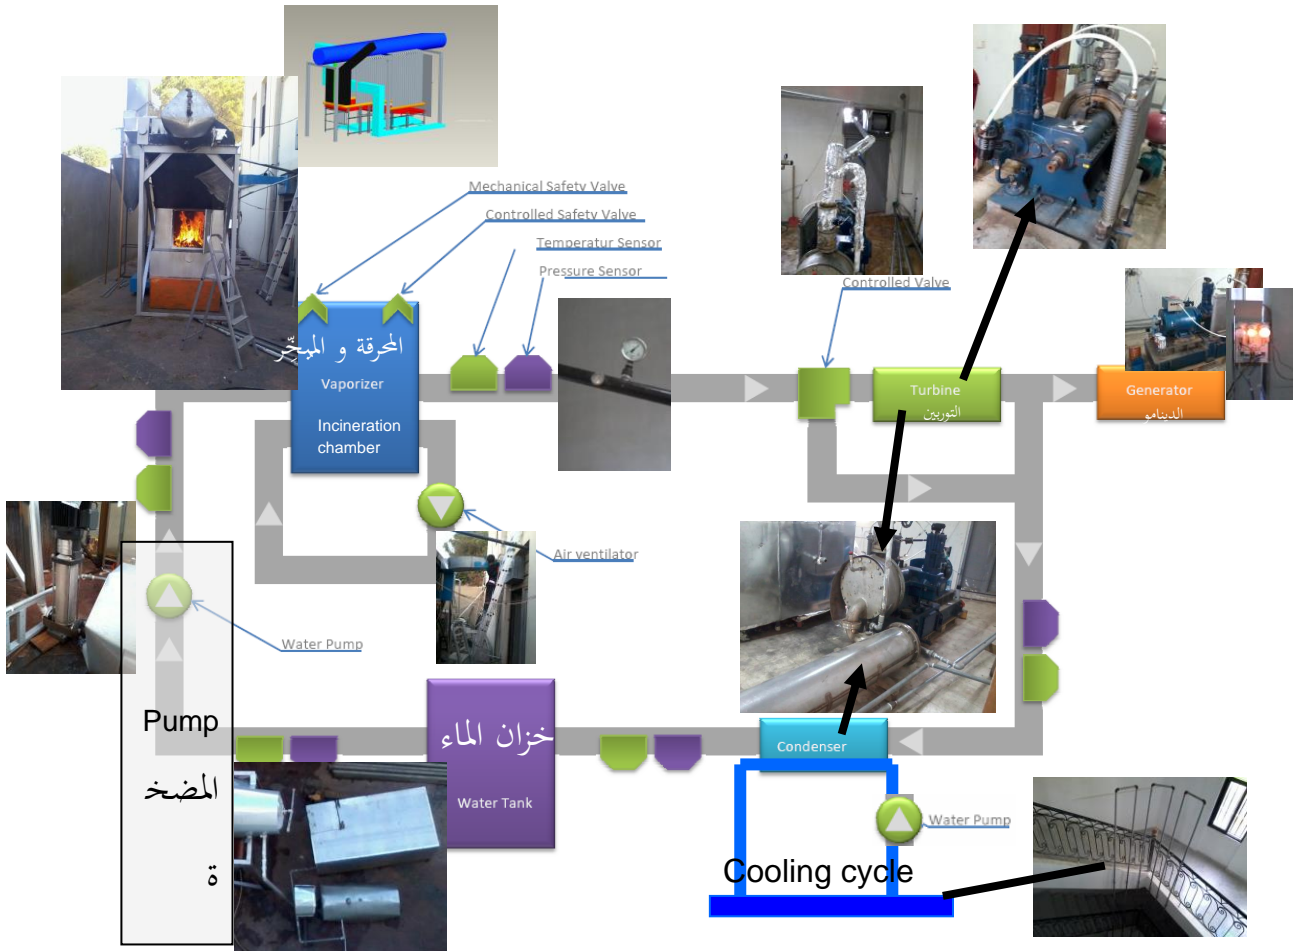 Mechanical Safety Valve
Controlled Safety Valve
Temperatur Sensor
Pressure Sensor
Controlled Valve
المحرقة و المبخّر
Vaporizer
Incineration
chamber
Turbine
التوربين
Generator
الدينامو
Air ventilator
Water Pump
Pump
المضخ
ة
خزان الماء
Water Tank
Condenser
Water Pump
Cooling cycle